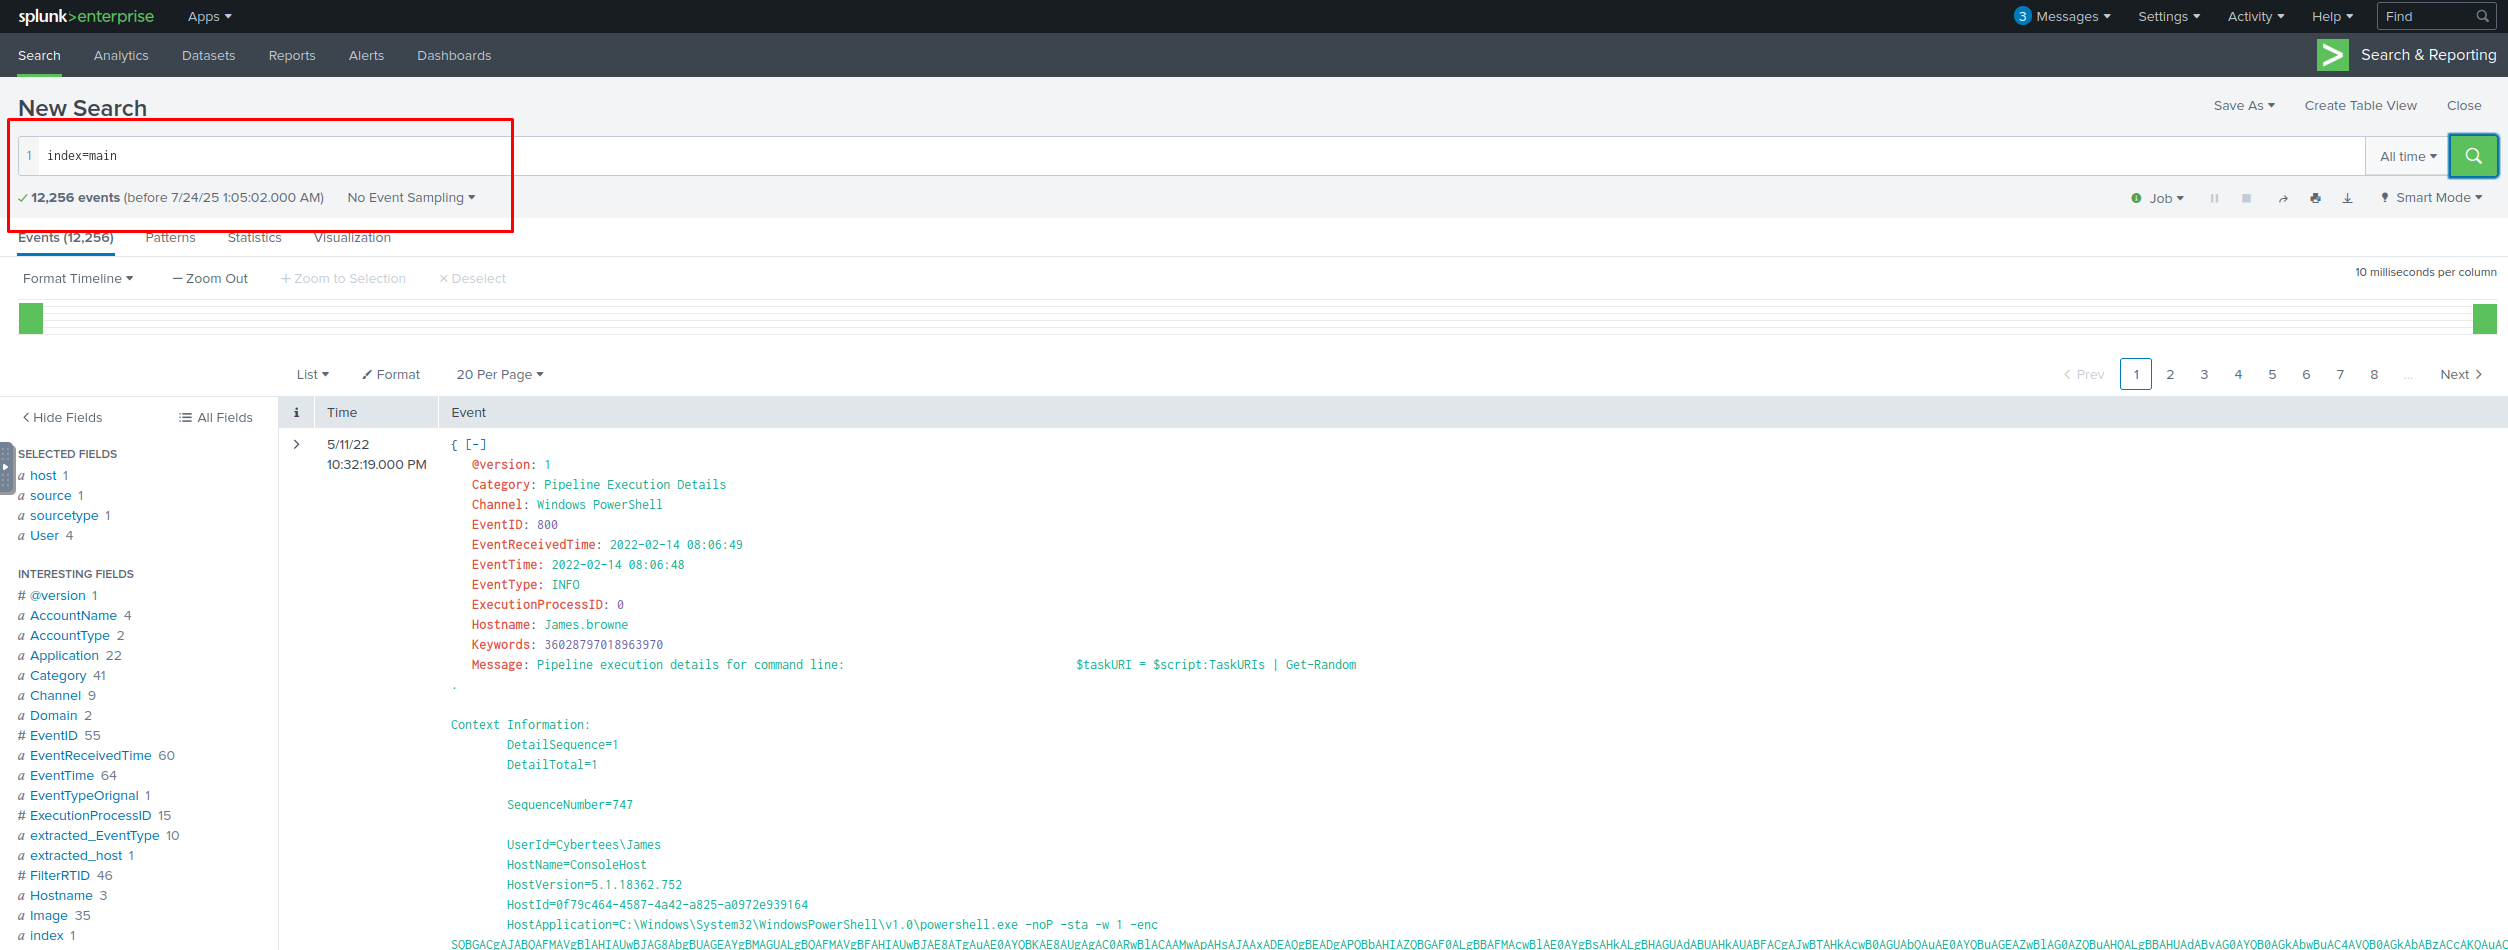 splunk>enterprise Apps 3 Messages Settings Activity Help Find
Search Analytics Datasets Reports Alerts Dashboards Search & Reporting
New Search Save As Create Table View Close
1 index=main All time
12,256 events (before 7/24/25 1:05:02.000 AM) No Event Sampling Job Smart Mode
Events (12,256) Patterns Statistics Visualization
Format Timeline Zoom Out + Zoom to Selection × Deselect 10 milliseconds per column
List Format 20 Per Page < Prev 1 2 3 4 5 6 7 8 ... Next >
< Hide Fields All Fields i Time Event
SELECTED FIELDS
a host 1
a source 1
a sourcetype 1
a User 4
INTERESTING FIELDS
# @version 1
a AccountName 4
a AccountType 2
a Application 22
a Category 41
a Channel 9
a Domain 2
# EventID 55
a EventReceivedTime 60
a EventTime 64
a EventTypeOrignal 1
# ExecutionProcessID 15
a extracted_EventType 10
a extracted_host 1
# FilterRTID 46
a Hostname 3
a Image 35
a index 1
> 5/11/22
10:32:19.000 PM
{ [-]
@version: 1
Category: Pipeline Execution Details
Channel: Windows PowerShell
EventID: 800
EventReceivedTime: 2022-02-14 08:06:49
EventTime: 2022-02-14 08:06:48
EventType: INFO
ExecutionProcessID: 0
Hostname: James.browne
Keywords: 36028797018963970
Message: Pipeline execution details for command line: $taskURI = $script:TaskURIs | Get-Random
.
Context Information:
DetailSequence=1
DetailTotal=1
SequenceNumber=747
UserId=Cybertees\James
HostName=ConsoleHost
HostVersion=5.1.18362.752
HostId=0f79c464-4587-4a42-a825-a0972e939164
HostApplication=C:\Windows\System32\WindowsPowerShell\v1.0\powershell.exe -noP -sta -w 1 -enc